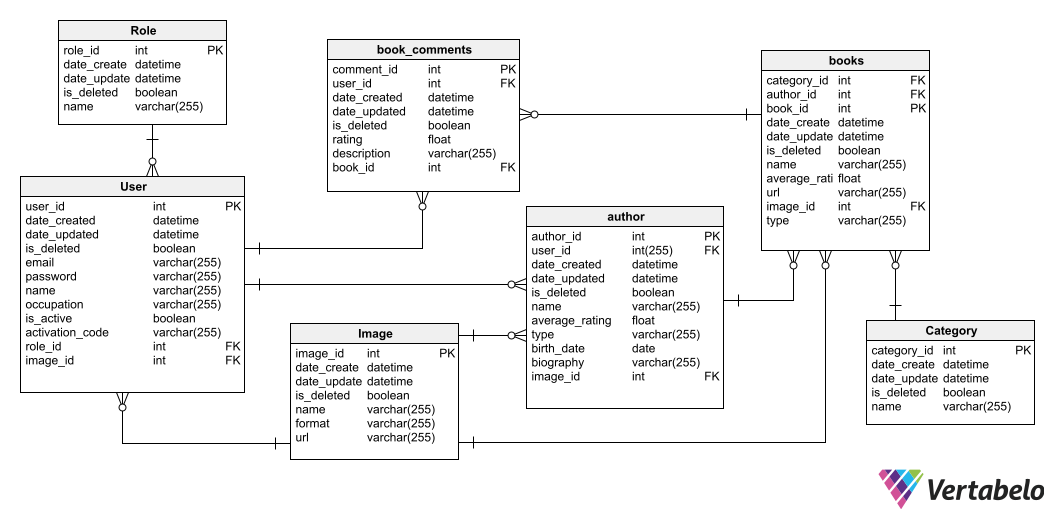 Role
role_id int PK
date_create datetime
date_update datetime
is_deleted boolean
name varchar(255)
book_comments
comment_id int PK
user_id int FK
date_created datetime
date_updated datetime
is_deleted boolean
rating float
description varchar(255)
book_id int FK
books
category_id int FK
author_id int FK
book_id int PK
date_create datetime
date_update datetime
is_deleted boolean
name varchar(255)
average_rati float
url varchar(255)
image_id int FK
type varchar(255)
User
user_id int PK
date_created datetime
date_updated datetime
is_deleted boolean
email varchar(255)
password varchar(255)
name varchar(255)
occupation varchar(255)
is_active boolean
activation_code varchar(255)
role_id int FK
image_id int FK
author
author_id int PK
user_id int(255) FK
date_created datetime
date_updated datetime
is_deleted boolean
name varchar(255)
average_rating float
type varchar(255)
birth_date date
biography varchar(255)
image_id int FK
Image
image_id int PK
date_create datetime
date_update datetime
is_deleted boolean
name varchar(255)
format varchar(255)
url varchar(255)
Category
category_id int PK
date_create datetime
date_update datetime
is_deleted boolean
name varchar(255)
Vertabelo